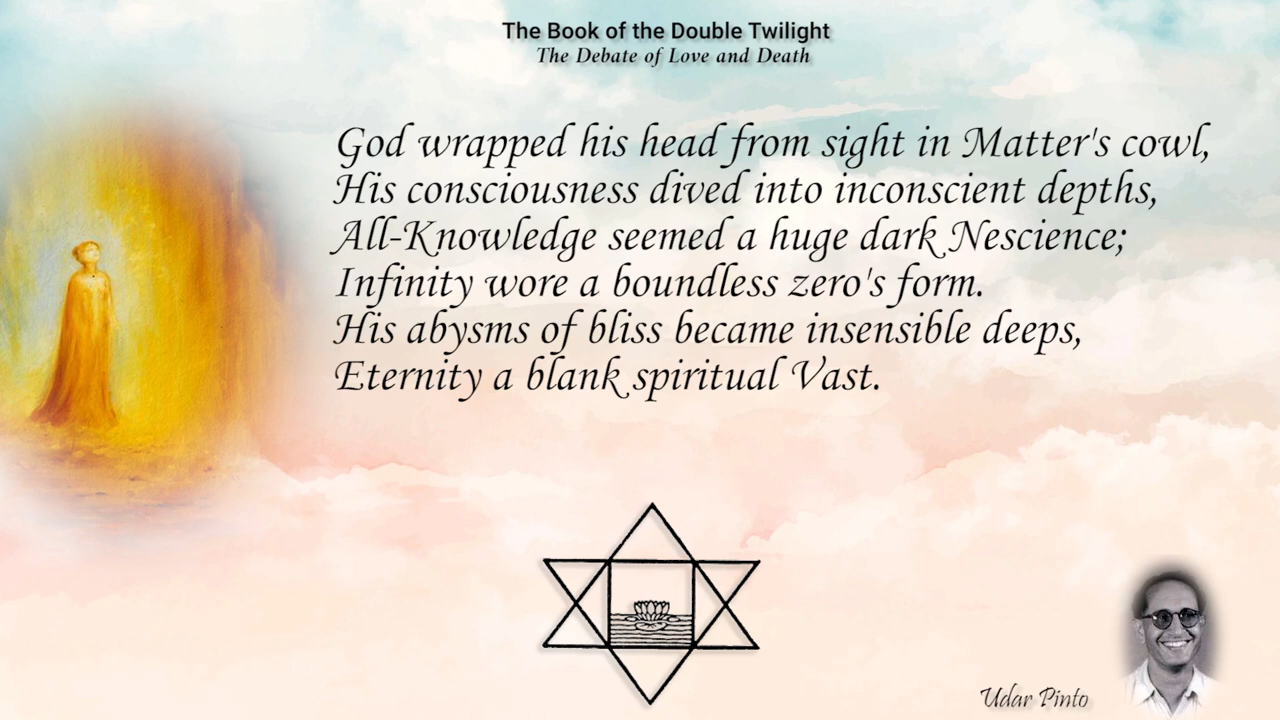 The Book of the Double Twilight
The Debate of Love and Death
God wrapped his head from sight in Matter's cowl,
His consciousness dived into inconscient depths,
All-Knowledge seemed a huge dark Nescience;
Infinity wore a boundless zero's form.
His abysms of bliss became insensible deeps,
Eternity a blank spiritual Vast.
Udar Pinto